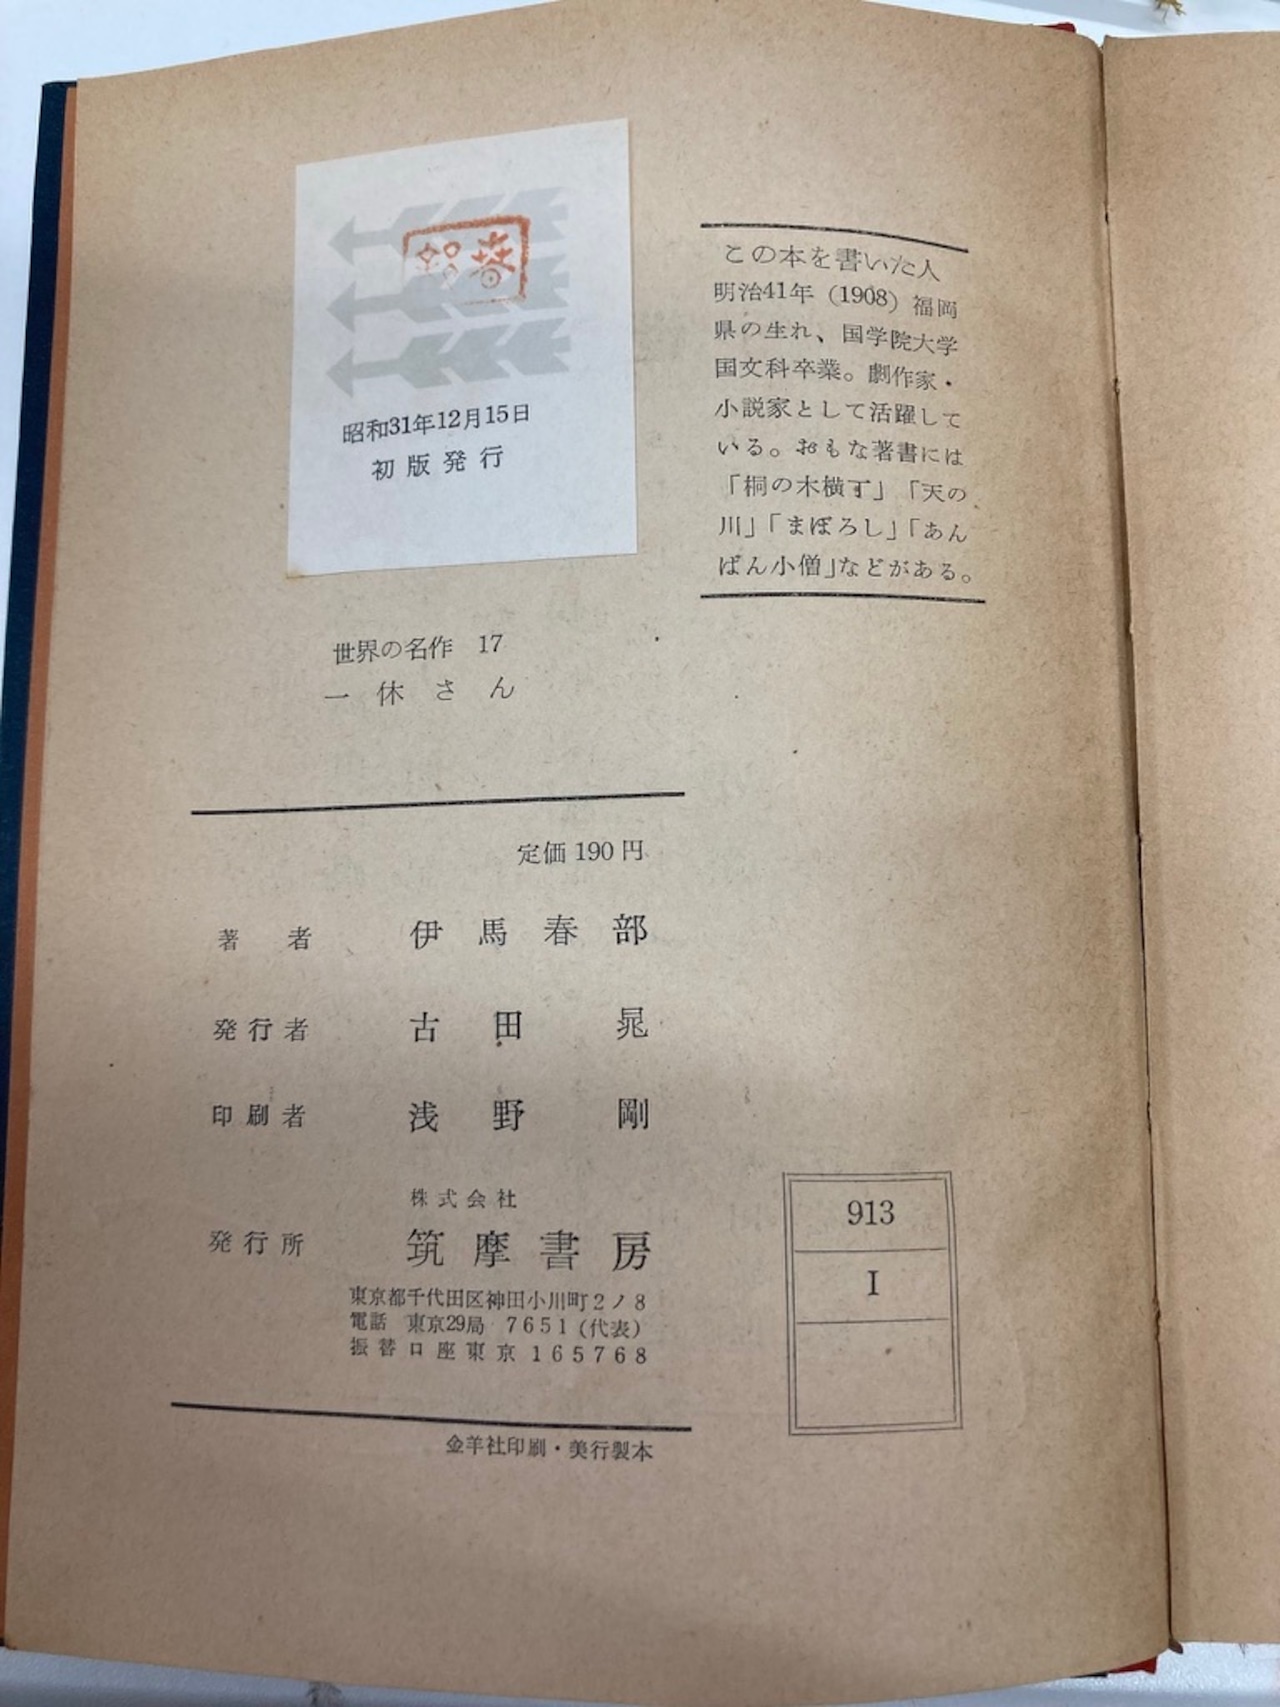 昭和31年12月15日
初版発行
この本を書いた人
明治41年（1908）福岡
県の生れ、国学院大学
国文科卒業。劇作家・
小説家として活躍して
いる。おもな著書には
「桐の木横丁」「天の
川」「まぼろし」「あん
ぱん小僧」などがある。
世界の名作 17
一休さん
定価190円
著者 伊馬春部
発行者 古田晁
印刷者 浅野剛
株式会社
発行所 筑摩書房
東京都千代田区神田小川町2ノ8
電話 東京29局 7651(代表)
振替口座東京165768
金羊社印刷・美行製本
913
I